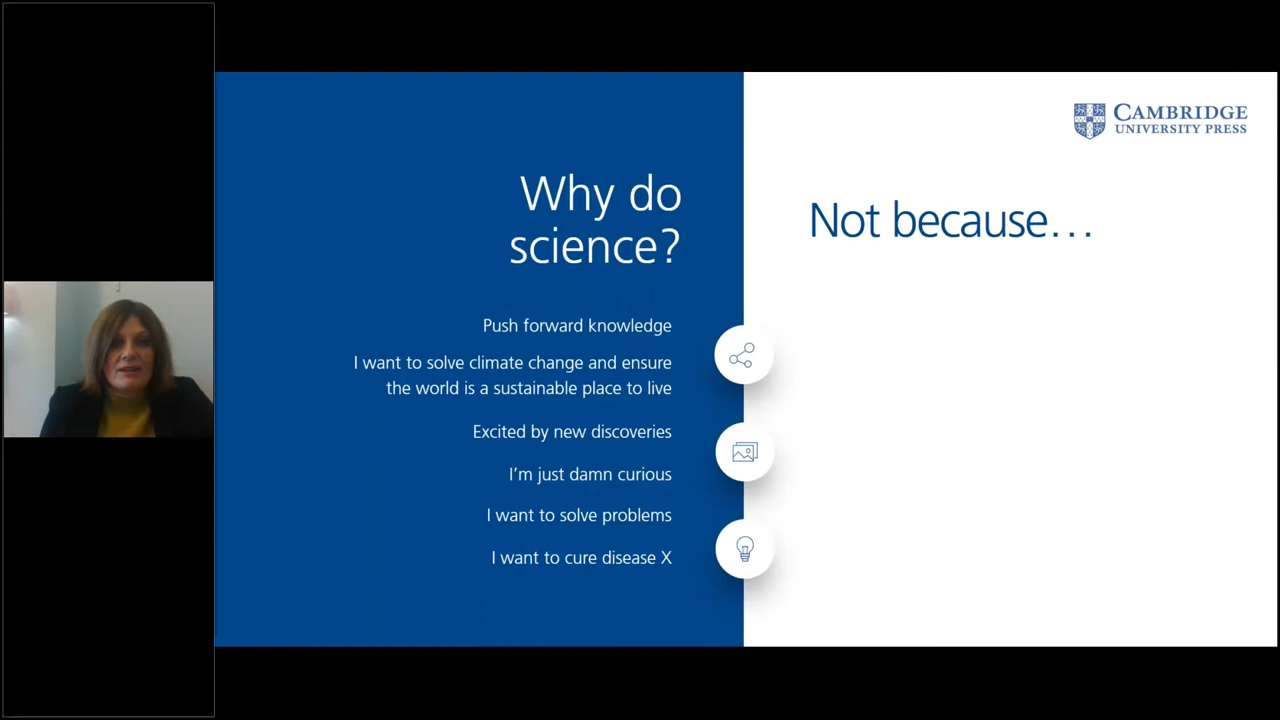 Why do
science?
Push forward knowledge
I want to solve climate change and ensure
the world is a sustainable place to live
Excited by new discoveries
I’m just damn curious
I want to solve problems
I want to cure disease X
CAMBRIDGE
UNIVERSITY PRESS
Not because…